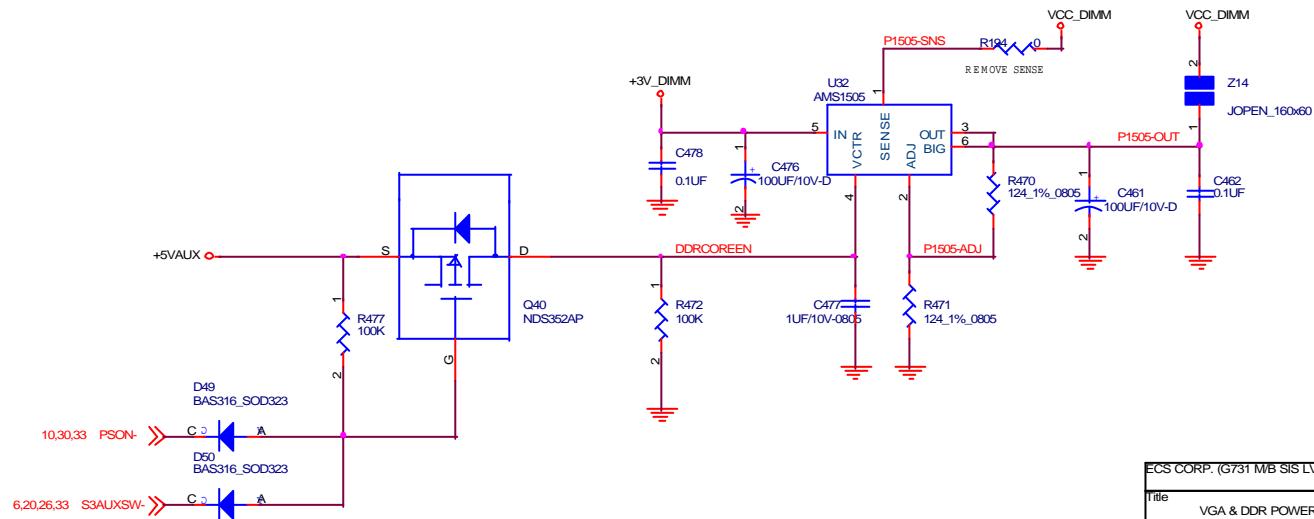 VCC_DIMM
VCC_DIMM
P1505-SNS
R194
0
REMOVE SENSE
+3V_DIMM
U32
AMS1505
1
2
Z14
JOPEN_160x60
1
5
IN
VCTR
SENSE
ADJ
OUT
BIG
3
6
P1505-OUT
C478
0.1UF
1
C476
100UF/10V-D
+
2
4
2
R470
124_1%_0805
1
C461
100UF/10V-D
+
2
C462
0.1UF
+5VAUX
S
D
DDRCOREEN
P1505-ADJ
1
R477
100K
2
Q40
NDS352AP
G
1
R472
100K
2
C477
1UF/10V-0805
R471
124_1%_0805
D49
BAS316_SOD323
10,30,33 PSON-
C
A
D50
BAS316_SOD323
6,20,26,33 S3AUXSW-
C
A
ECS CORP. (G731 M/B SIS LV
Title
VGA & DDR POWER